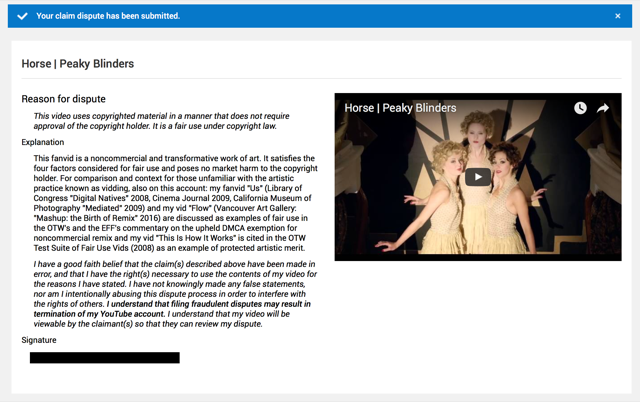 Your claim dispute has been submitted.
×
Horse | Peaky Blinders
Reason for dispute
This video uses copyrighted material in a manner that does not require
approval of the copyright holder. It is a fair use under copyright law.
Explanation
This fanvid is a noncommercial and transformative work of art. It satisfies the
four factors considered for fair use and poses no market harm to the copyright
holder. For comparison and context for those unfamiliar with the artistic
practice known as vidding, also on this account: my fanvid "Us" (Library of
Congress "Digital Natives" 2008, Cinema Journal 2009, California Museum of
Photography "Mediated" 2009) and my vid "Flow" (Vancouver Art Gallery:
"Mashup: the Birth of Remix" 2016) are discussed as examples of fair use in
the OTW's and the EFF's commentary on the upheld DMCA exemption for
noncommercial remix and my vid "This Is How It Works" is cited in the OTW
Test Suite of Fair Use Vids (2008) as an example of protected artistic merit.
I have a good faith belief that the claim(s) described above have been made in
error, and that I have the right(s) necessary to use the contents of my video for
the reasons I have stated. I have not knowingly made any false statements,
nor am I intentionally abusing this dispute process in order to interfere with
the rights of others. I understand that filing fraudulent disputes may result in
termination of my YouTube account. I understand that my video will be
viewable by the claimant(s) so that they can review my dispute.
Signature
Horse | Peaky Blinders